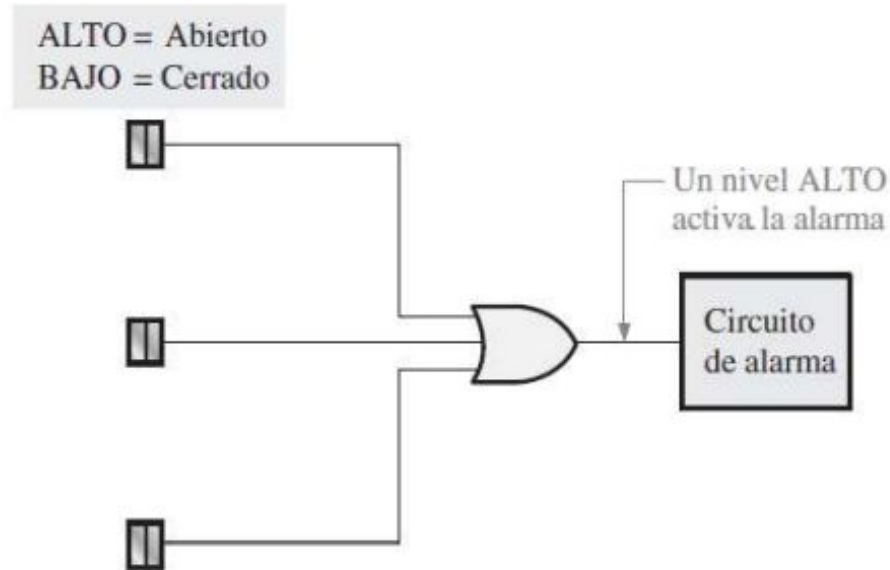 ALTO = Abierto
BAJO = Cerrado
Un nivel ALTO
activa la alarma
Circuito
de alarma